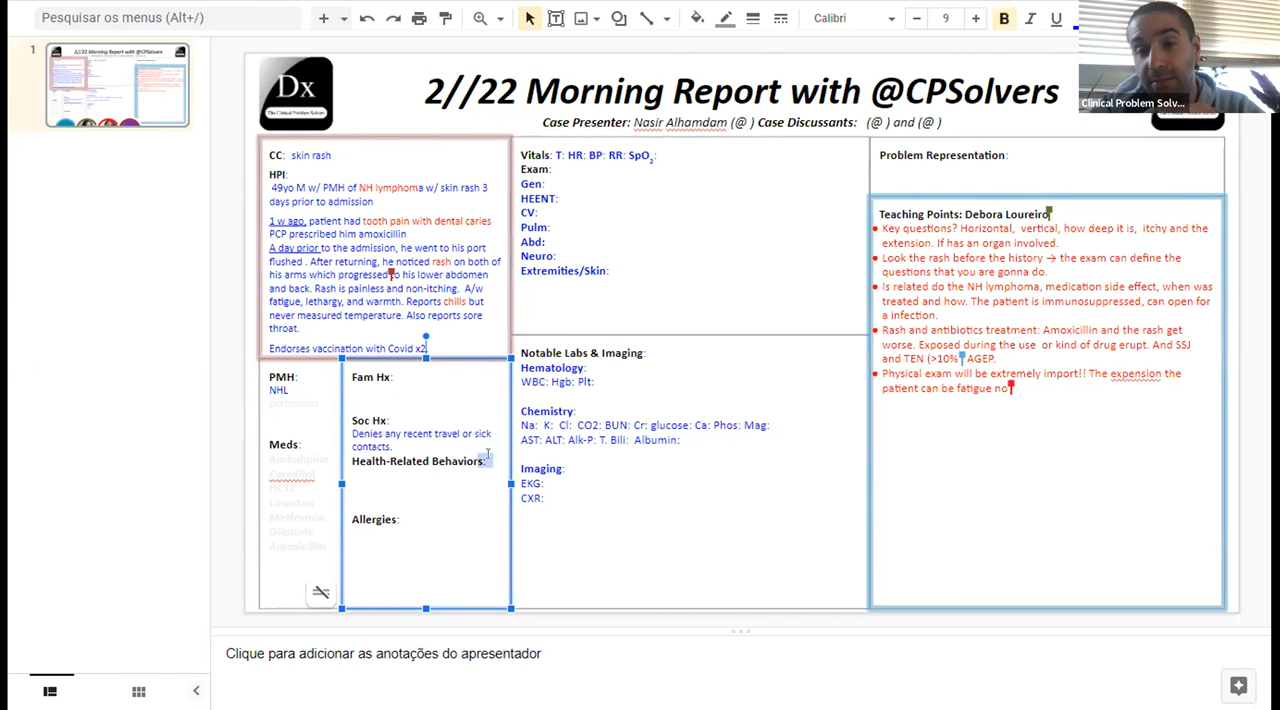 Pesquisar os menus (Alt+/)
Calibri
9
B
I
U
Clinical Problem Solv...
1
Dx
The Clinical Problem Solvers
2//22 Morning Report with @CPSolvers
Case Presenter: Nasir Alhamdam (@ ) Case Discussants: (@ ) and (@ )
CC: skin rash
HPI:
49yo M w/ PMH of NH lymphoma w/ skin rash 3
days prior to admission
1 w ago, patient had tooth pain with dental caries
PCP prescribed him amoxicillin
A day prior to the admission, he went to his port
flushed . After returning, he noticed rash on both of
his arms which progressed to his lower abdomen
and back. Rash is painless and non-itching. A/w
fatigue, lethargy, and warmth. Reports chills but
never measured temperature. Also reports sore
throat.
Endorses vaccination with Covid x2
PMH:
NHL
pertension
Meds:
Amlodipine
Caredilol
HCTZ
Losartan
Metformin
Glipizide
Amoxicillin
Fam Hx:
Soc Hx:
Denies any recent travel or sick
contacts.
Health-Related Behaviors:
Allergies:
Vitals: T: HR: BP: RR: SpO2:
Exam:
Gen:
HEENT:
CV:
Pulm:
Abd:
Neuro:
Extremities/Skin:
Notable Labs & Imaging:
Hematology:
WBC: Hgb: Plt:
Chemistry:
Na: K: Cl: CO2: BUN: Cr: glucose: Ca: Phos: Mag:
AST: ALT: Alk-P: T. Bili: Albumin:
Imaging:
EKG:
CXR:
Problem Representation:
Teaching Points: Debora Loureiro
Key questions? Horizontal, vertical, how deep it is, itchy and the
extension. If has an organ involved.
Look the rash before the history → the exam can define the
questions that you are gonna do.
Is related do the NH lymphoma, medication side effect, when was
treated and how. The patient is immunosuppressed, can open for
a infection.
Rash and antibiotics treatment: Amoxicillin and the rash get
worse. Exposed during the use or kind of drug erupt. And SSJ
and TEN (>10% AGEP.
Physical exam will be extremely import!! The expension the
patient can be fatigue no
Clique para adicionar as anotações do apresentador